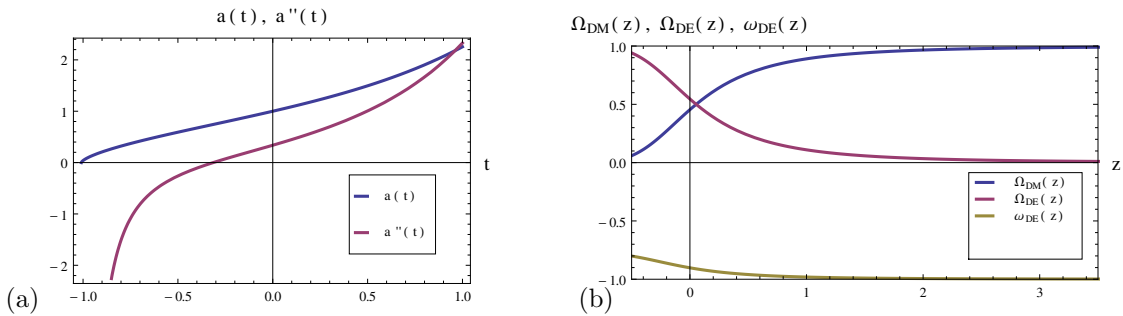 a(t), a''(t)
2
1
0
-1
-2
-1.0
-0.5
0.0
0.5
1.0
t
a(t)
a''(t)
(a)
Ω_DM(z), Ω_DE(z), ω_DE(z)
1.0
0.5
0.0
-0.5
-1.0
0
1
2
3
z
Ω_DM(z)
Ω_DE(z)
ω_DE(z)
(b)